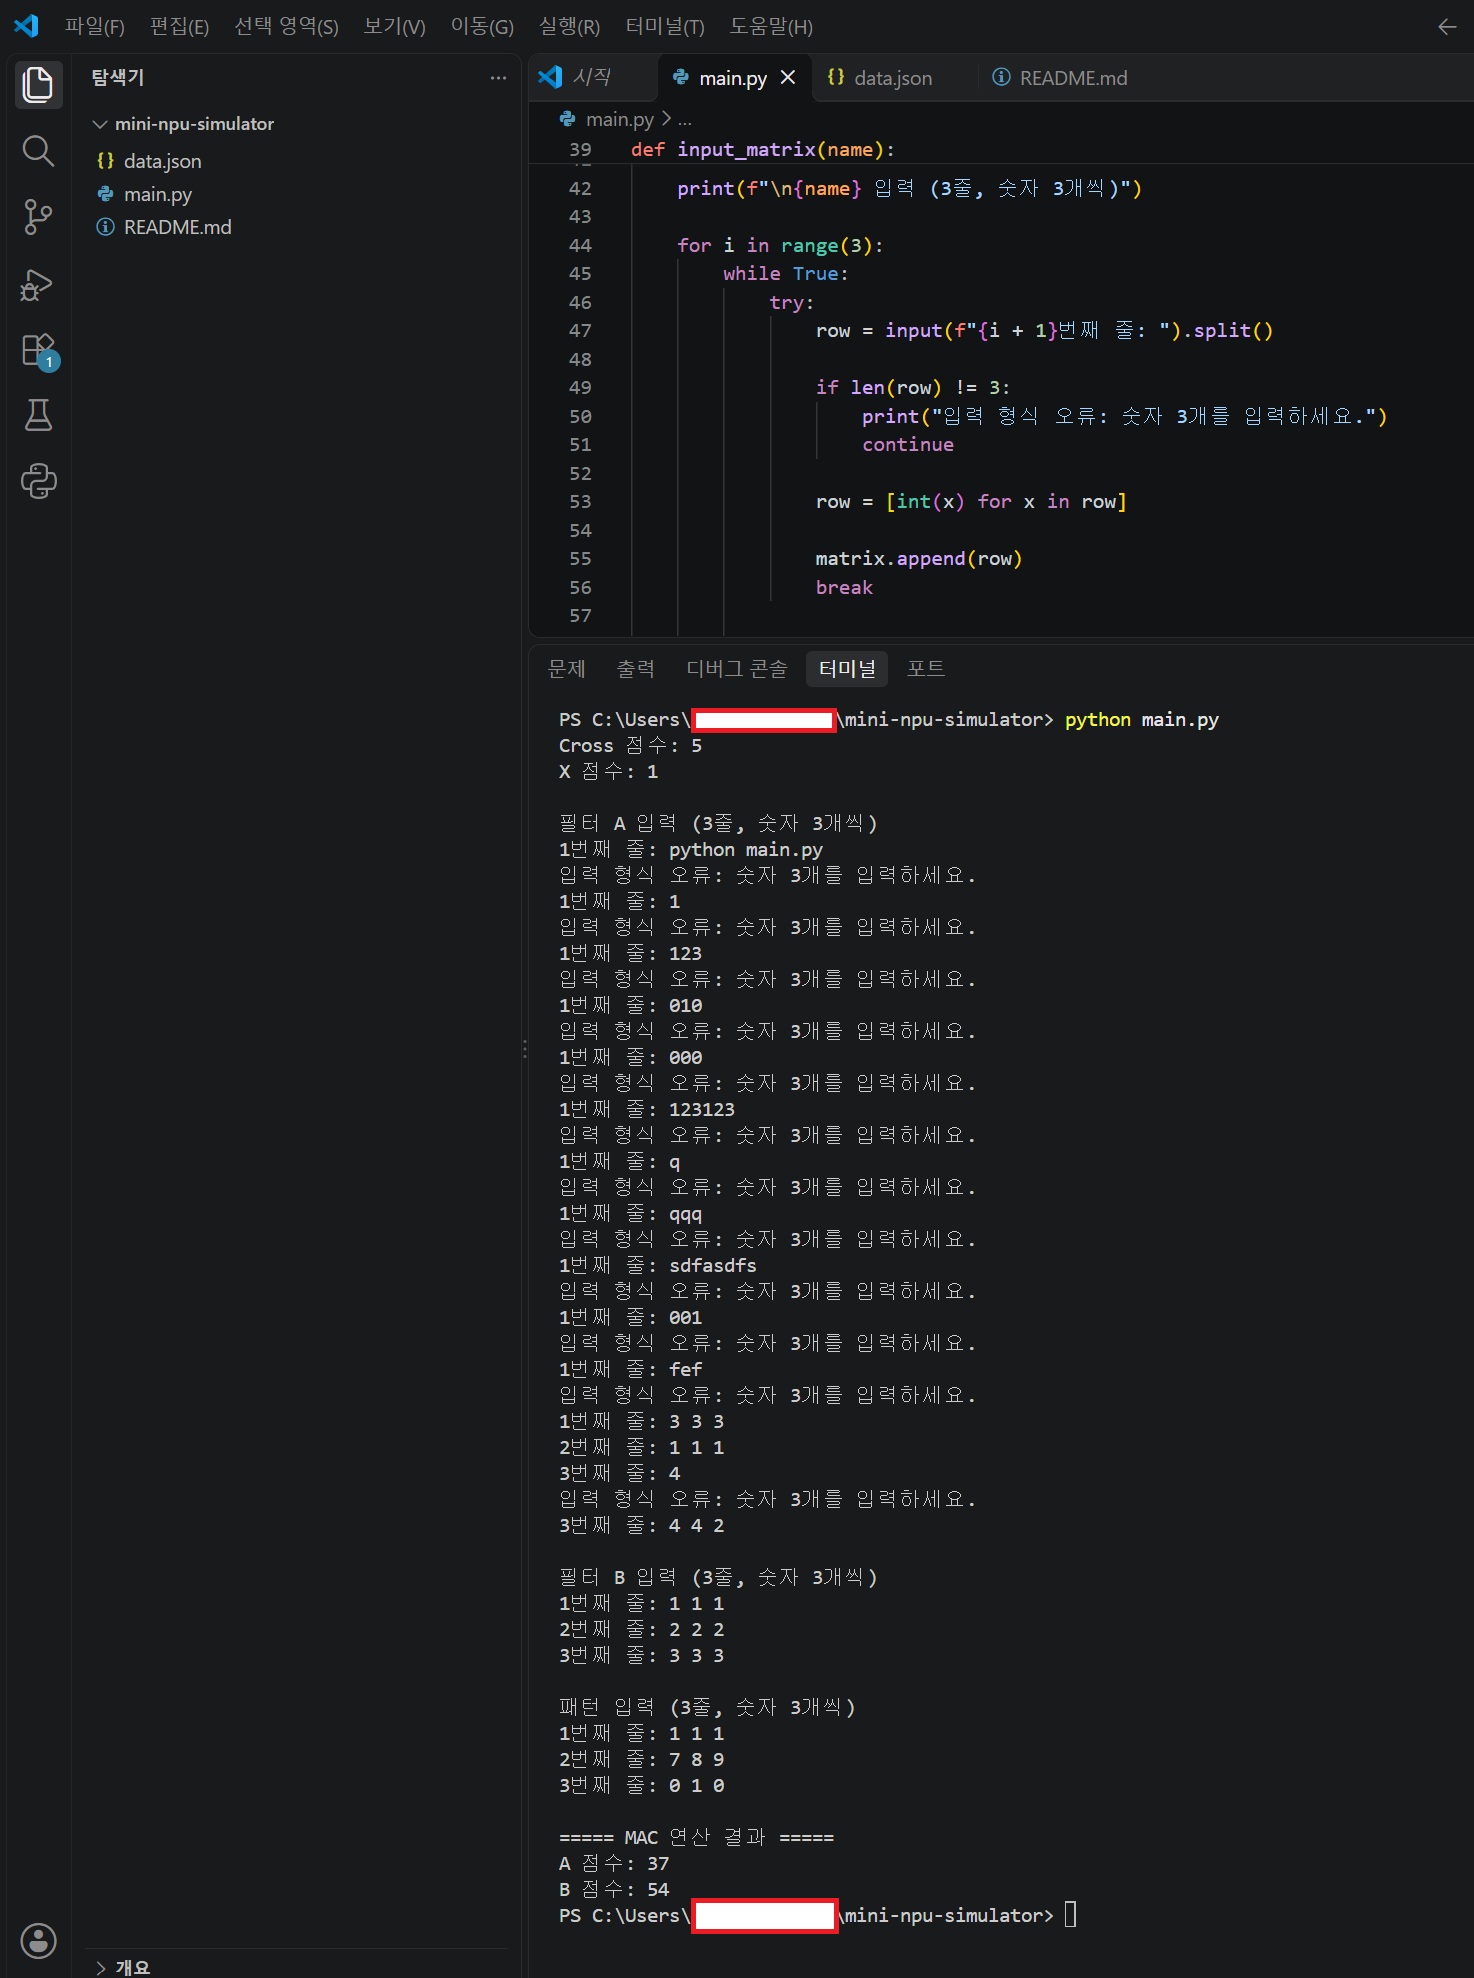 파일(F) 편집(E) 선택 영역(S) 보기(V) 이동(G) 실행(R) 터미널(T) 도움말(H)
탐색기
mini-npu-simulator
data.json
main.py
README.md
1
개요
시작 main.py data.json README.md
main.py > ...
39 def input_matrix(name):
42 print(f"\n{name} 입력 (3줄, 숫자 3개씩)")
43
44 for i in range(3):
45 while True:
46 try:
47 row = input(f"{i + 1}번째 줄: ").split()
48
49 if len(row) != 3:
50 print("입력 형식 오류: 숫자 3개를 입력하세요.")
51 continue
52
53 row = [int(x) for x in row]
54
55 matrix.append(row)
56 break
57
문제 출력 디버그 콘솔 터미널 포트
PS C:\Users\ \mini-npu-simulator> python main.py
Cross 점수: 5
X 점수: 1
필터 A 입력 (3줄, 숫자 3개씩)
1번째 줄: python main.py
입력 형식 오류: 숫자 3개를 입력하세요.
1번째 줄: 1
입력 형식 오류: 숫자 3개를 입력하세요.
1번째 줄: 123
입력 형식 오류: 숫자 3개를 입력하세요.
1번째 줄: 010
입력 형식 오류: 숫자 3개를 입력하세요.
1번째 줄: 000
입력 형식 오류: 숫자 3개를 입력하세요.
1번째 줄: 123123
입력 형식 오류: 숫자 3개를 입력하세요.
1번째 줄: q
입력 형식 오류: 숫자 3개를 입력하세요.
1번째 줄: qqq
입력 형식 오류: 숫자 3개를 입력하세요.
1번째 줄: sdfasdfs
입력 형식 오류: 숫자 3개를 입력하세요.
1번째 줄: 001
입력 형식 오류: 숫자 3개를 입력하세요.
1번째 줄: fef
입력 형식 오류: 숫자 3개를 입력하세요.
1번째 줄: 3 3 3
2번째 줄: 1 1 1
3번째 줄: 4
입력 형식 오류: 숫자 3개를 입력하세요.
3번째 줄: 4 4 2
필터 B 입력 (3줄, 숫자 3개씩)
1번째 줄: 1 1 1
2번째 줄: 2 2 2
3번째 줄: 3 3 3
패턴 입력 (3줄, 숫자 3개씩)
1번째 줄: 1 1 1
2번째 줄: 7 8 9
3번째 줄: 0 1 0
===== MAC 연산 결과 =====
A 점수: 37
B 점수: 54
PS C:\Users\ \mini-npu-simulator>